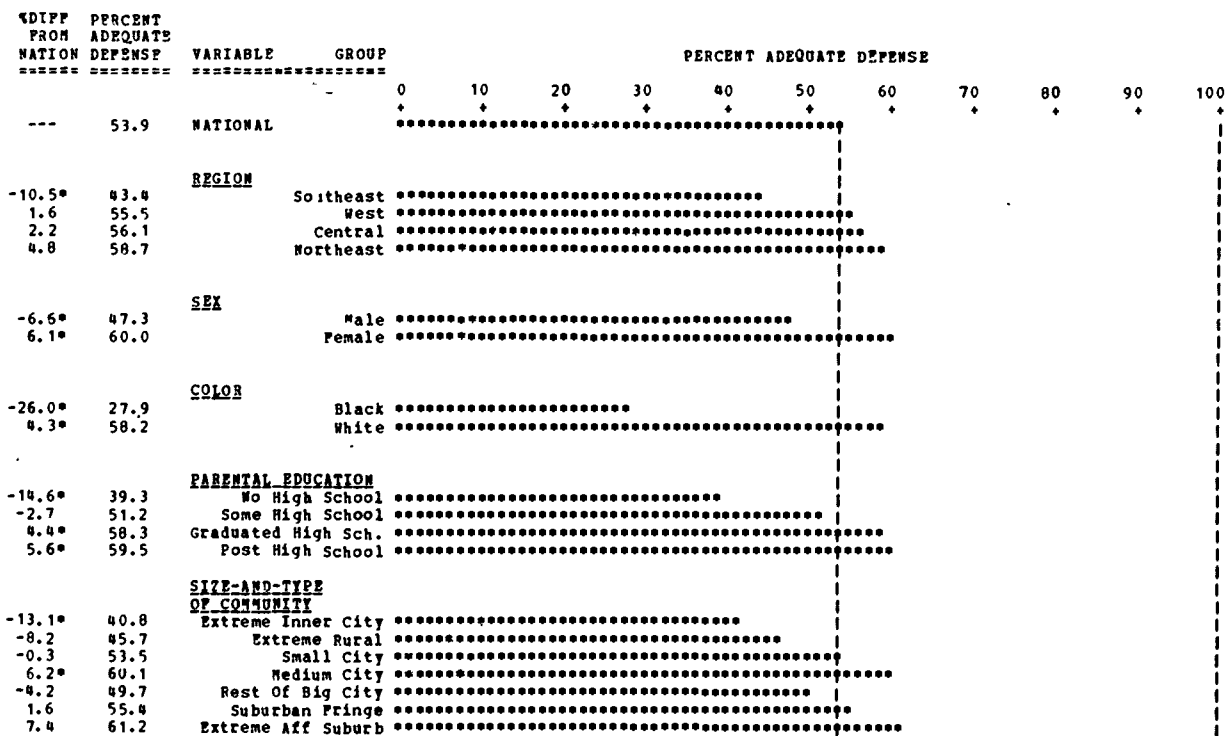 %DIFF PERCENT
FROM ADEQUATE
NATION DEFENSE VARIABLE GROUP PERCENT ADEQUATE DEFENSE
====== ======== ===================
0 10 20 30 40 50 60 70 80 90 100
+ + + + + + + + + + +
--- 53.9 NATIONAL
REGION
-10.5* 43.4 Southeast
1.6 55.5 West
2.2 56.1 Central
4.8 58.7 Northeast
SEX
-6.6* 47.3 Male
6.1* 60.0 Female
COLOR
-26.0* 27.9 Black
4.3* 58.2 White
PARENTAL EDUCATION
-14.6* 39.3 No High School
-2.7 51.2 Some High School
4.4* 58.3 Graduated High Sch.
5.6* 59.5 Post High School
SIZE-AND-TYPE
OF COMMUNITY
-13.1* 40.8 Extreme Inner City
-8.2 45.7 Extreme Rural
-0.3 53.5 Small City
6.2* 60.1 Medium City
-4.2 49.7 Rest Of Big City
1.6 55.4 Suburban Fringe
7.4 61.2 Extreme Aff Suburb